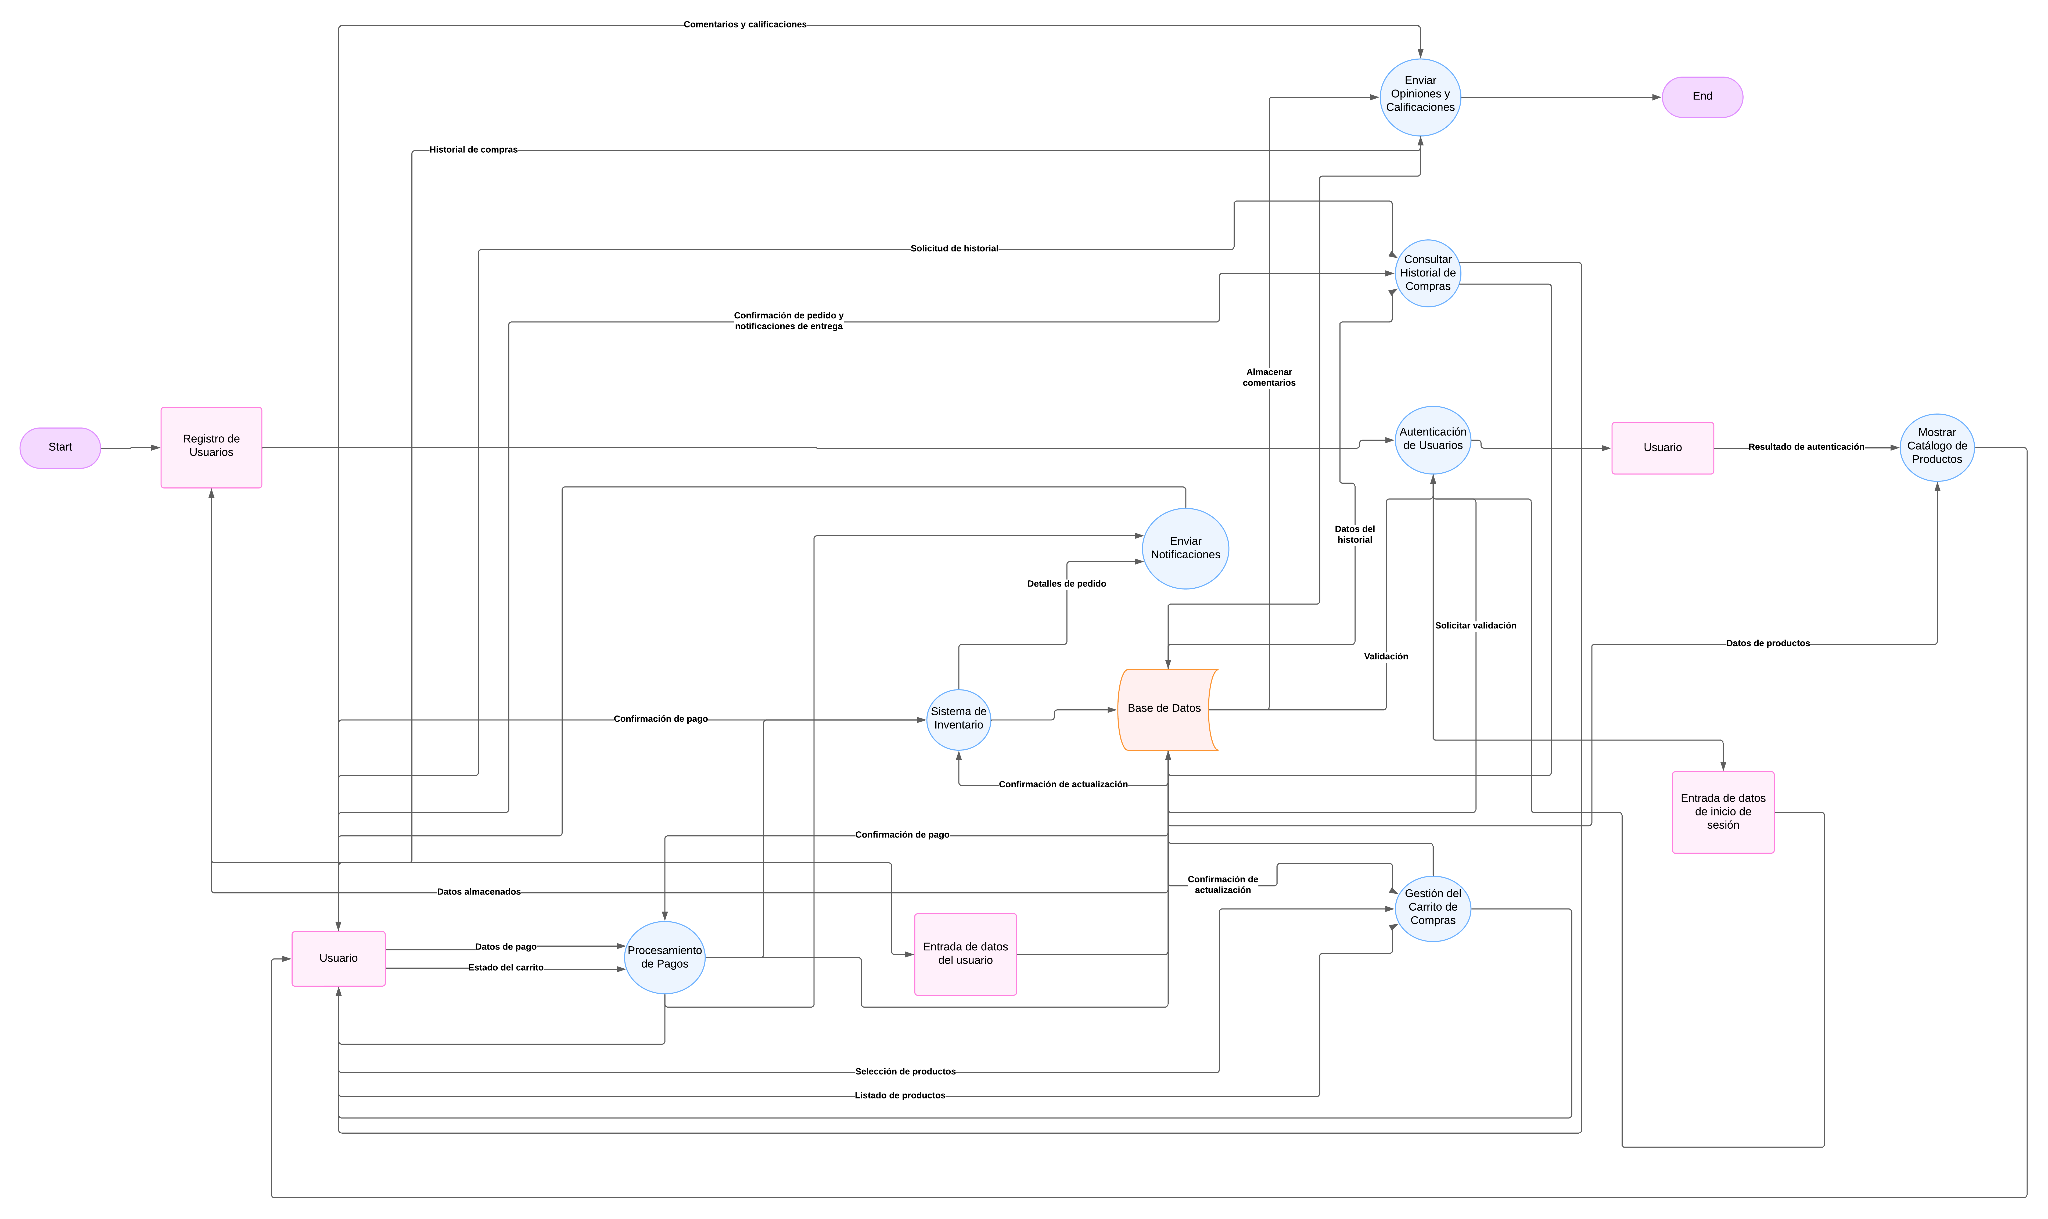 Comentarios y calificaciones
Enviar
Opiniones y
Calificaciones
End
Historial de compras
Solicitud de historial
Consultar
Historial de
Compras
Confirmación de pedido y
notificaciones de entrega
Almacenar
comentarios
Start
Registro de
Usuarios
Autenticación
de Usuarios
Usuario
Resultado de autenticación
Mostrar
Catálogo de
Productos
Enviar
Notificaciones
Datos del
historial
Detalles de pedido
Solicitar validación
Validación
Datos de productos
Confirmación de pago
Sistema de
Inventario
Base de Datos
Confirmación de actualización
Entrada de datos
de inicio de
sesión
Confirmación de pago
Datos almacenados
Confirmación de
actualización
Gestión del
Carrito de
Compras
Usuario
Datos de pago
Estado del carrito
Procesamiento
de Pagos
Entrada de datos
del usuario
Selección de productos
Listado de productos